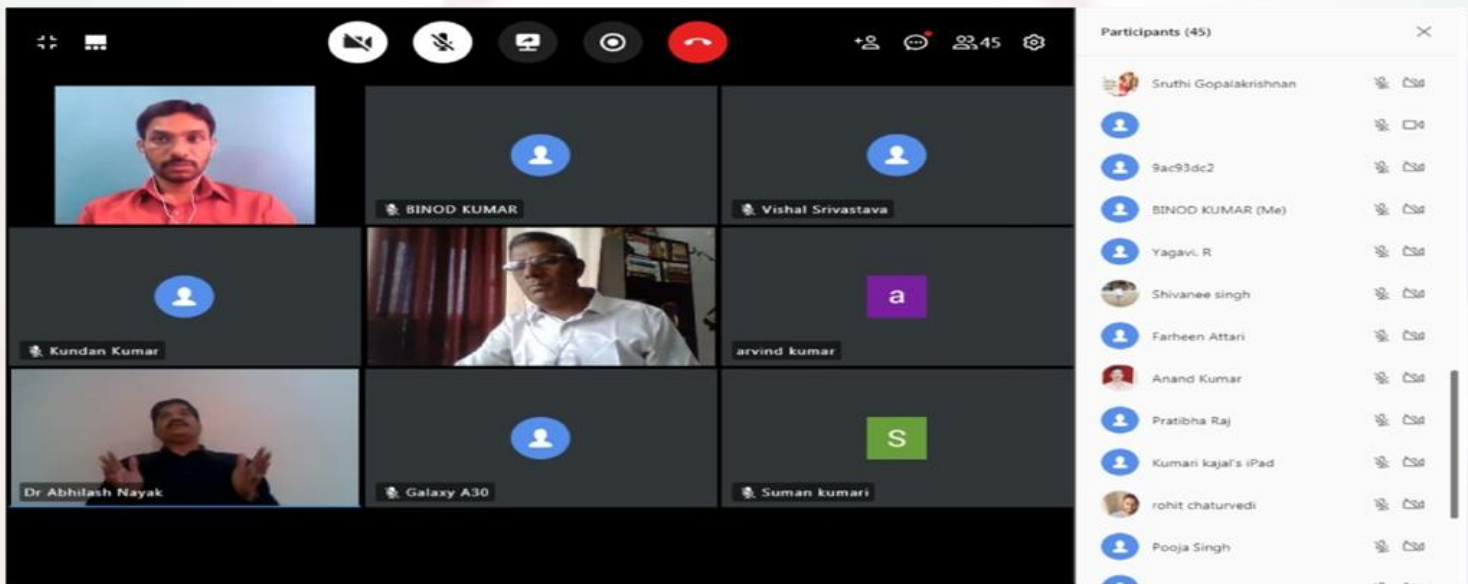 45
Participants (45)
Sruthi Gopalakrishnan
9ac93dc2
BINOD KUMAR (Me)
Yagavi. R
Shivanee singh
Farheen Attari
Anand Kumar
Pratibha Raj
Kumari kajal's iPad
rohit chaturvedi
Pooja Singh
BINOD KUMAR
Vishal Srivastava
Kundan Kumar
a
arvind kumar
Dr Abhilash Nayak
Galaxy A30
S
Suman kumari